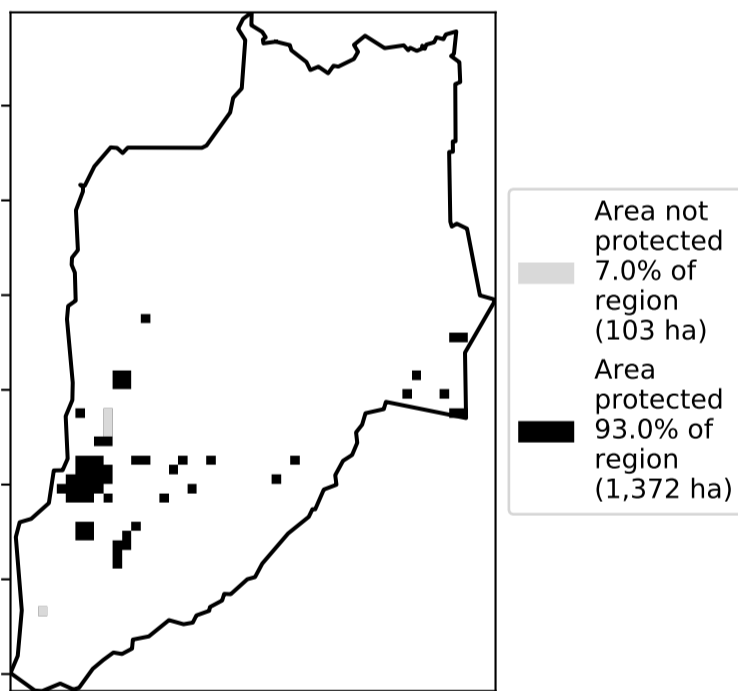 Area not
protected
7.0% of
region
(103 ha)
Area
protected
93.0% of
region
(1,372 ha)